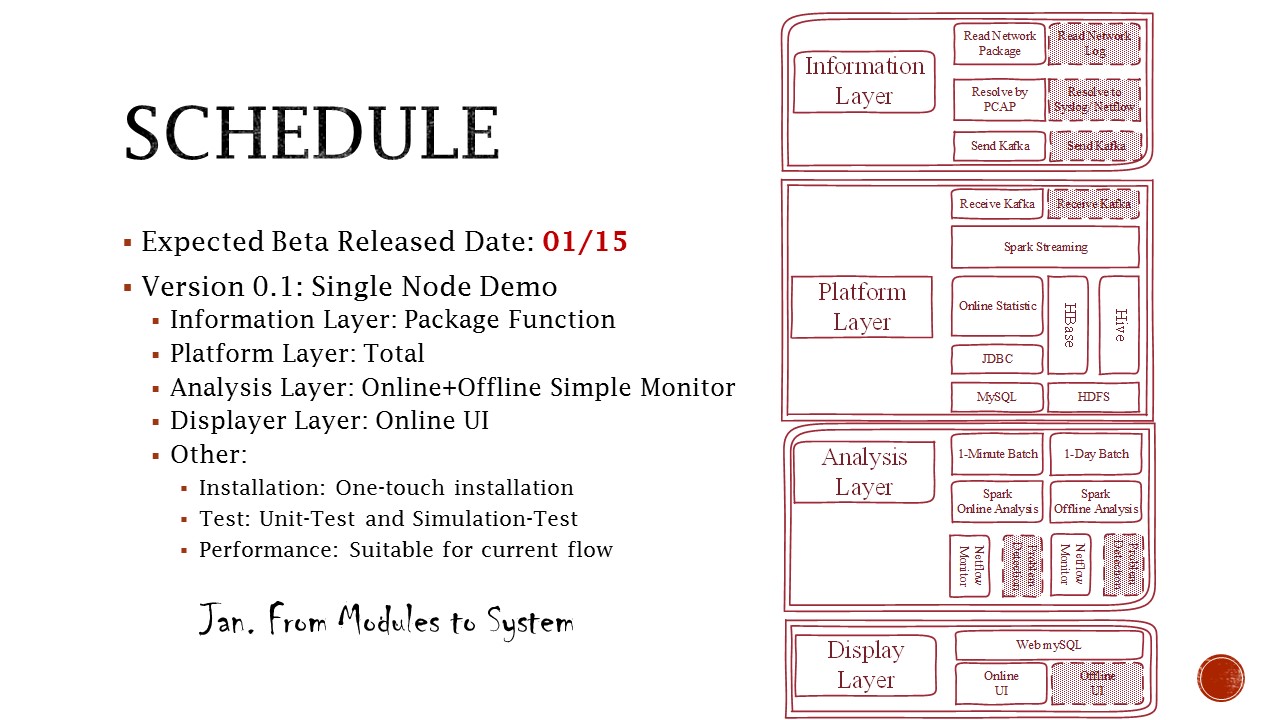 SCHEDULE
Expected Beta Released Date: 01/15
Version 0.1: Single Node Demo
Information Layer: Package Function
Platform Layer: Total
Analysis Layer: Online+Offline Simple Monitor
Displayer Layer: Online UI
Other:
Installation: One-touch installation
Test: Unit-Test and Simulation-Test
Performance: Suitable for current flow
Jan. From Modules to System
Information
Layer
Read Network
Package
Read Network
Log
Resolve by
PCAP
Resolve to
Syslog, Netflow
Send Kafka
Send Kafka
Platform
Layer
Receive Kafka
Receive Kafka
Spark Streaming
Online Statistic
HBase
Hive
JDBC
MySQL
HDFS
Analysis
Layer
1-Minute Batch
1-Day Batch
Spark
Online Analysis
Spark
Offline Analysis
Netflow
Monitor
Problem
Detection
Netflow
Monitor
Problem
Detection
Display
Layer
Web mySQL
Online
UI
Offline
UI